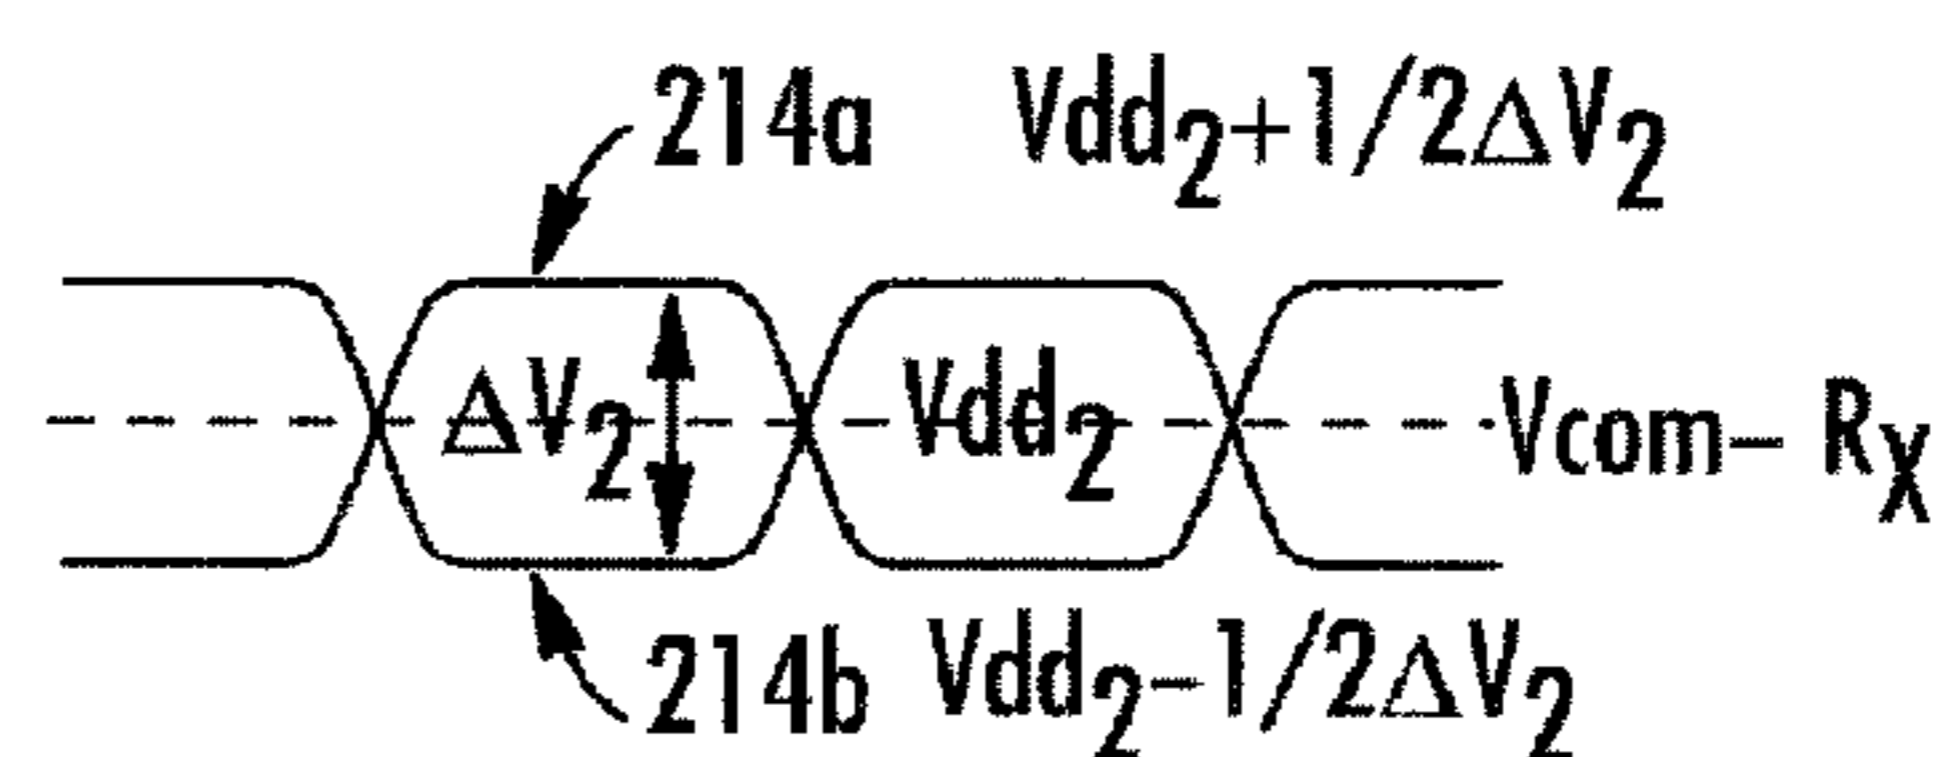 214a Vdd₂+1/2ΔV₂
ΔV₂ Vdd₂ Vcom- Rₓ
214b Vdd₂-1/2ΔV₂